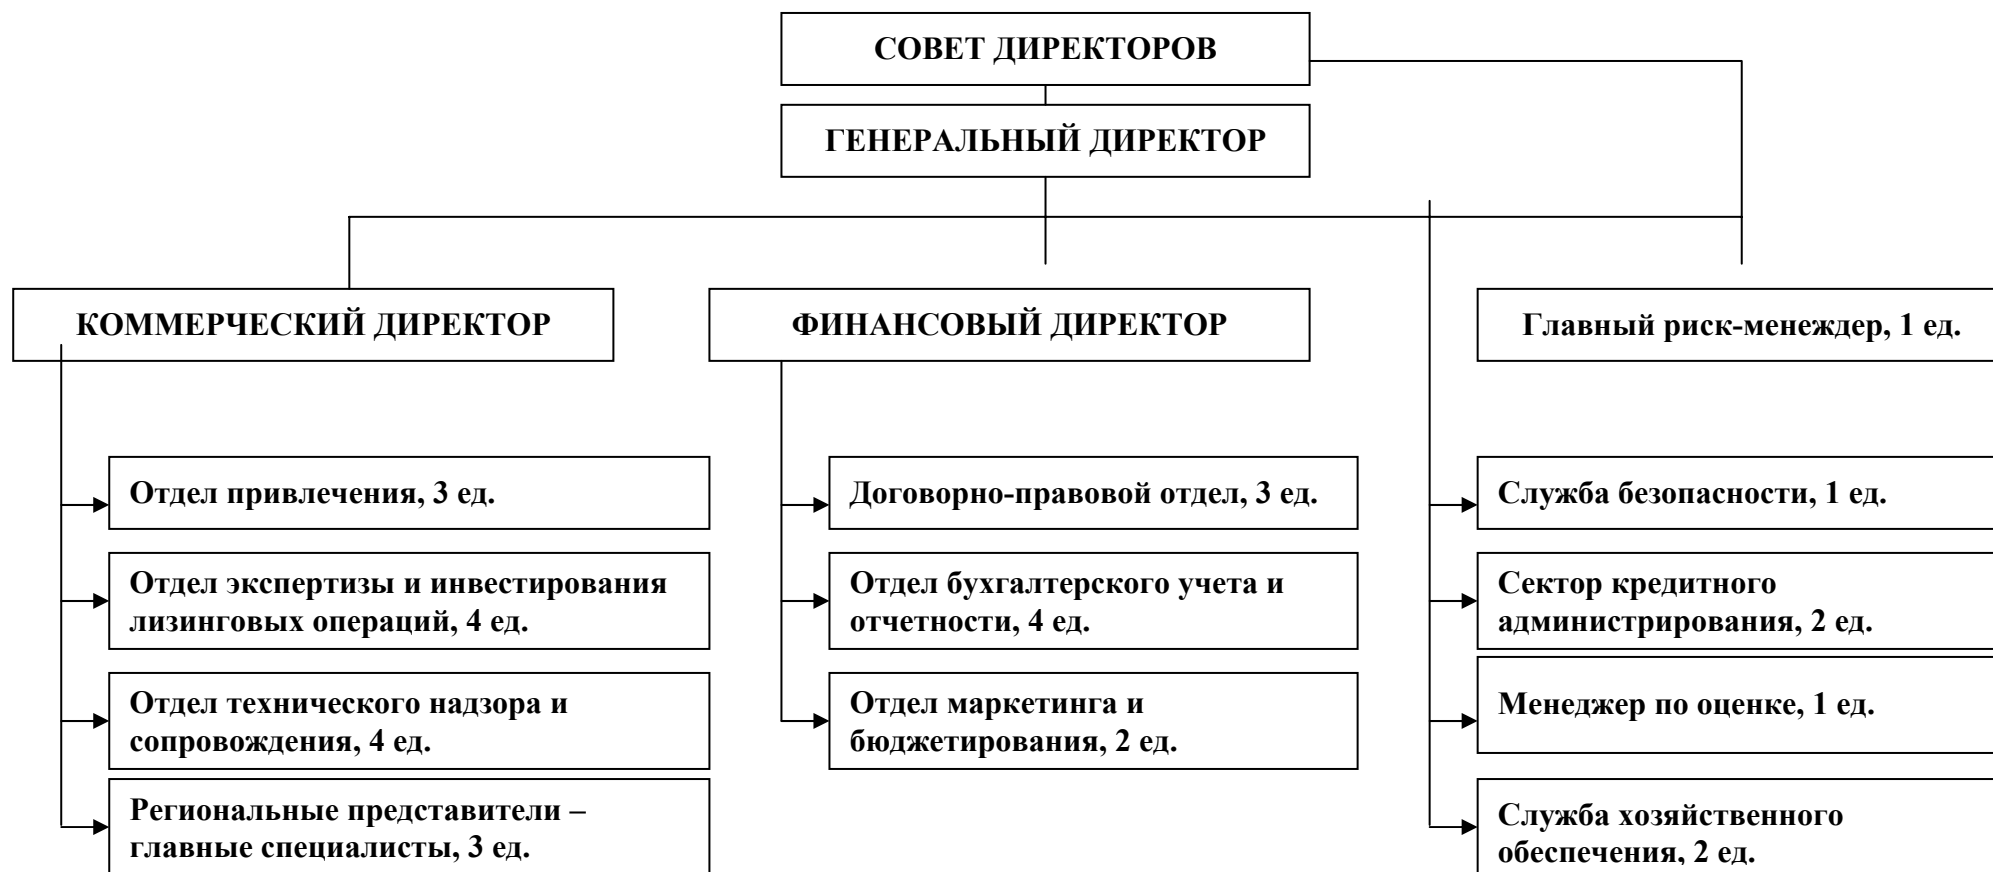 СОВЕТ ДИРЕКТОРОВ
ГЕНЕРАЛЬНЫЙ ДИРЕКТОР
КОММЕРЧЕСКИЙ ДИРЕКТОР
ФИНАНСОВЫЙ ДИРЕКТОР
Главный риск-менеждер, 1 ед.
Отдел привлечения, 3 ед.
Отдел экспертизы и инвестирования
лизинговых операций, 4 ед.
Отдел технического надзора и
сопровождения, 4 ед.
Региональные представители –
главные специалисты, 3 ед.
Договорно-правовой отдел, 3 ед.
Отдел бухгалтерского учета и
отчетности, 4 ед.
Отдел маркетинга и
бюджетирования, 2 ед.
Служба безопасности, 1 ед.
Сектор кредитного
администрирования, 2 ед.
Менеджер по оценке, 1 ед.
Служба хозяйственного
обеспечения, 2 ед.